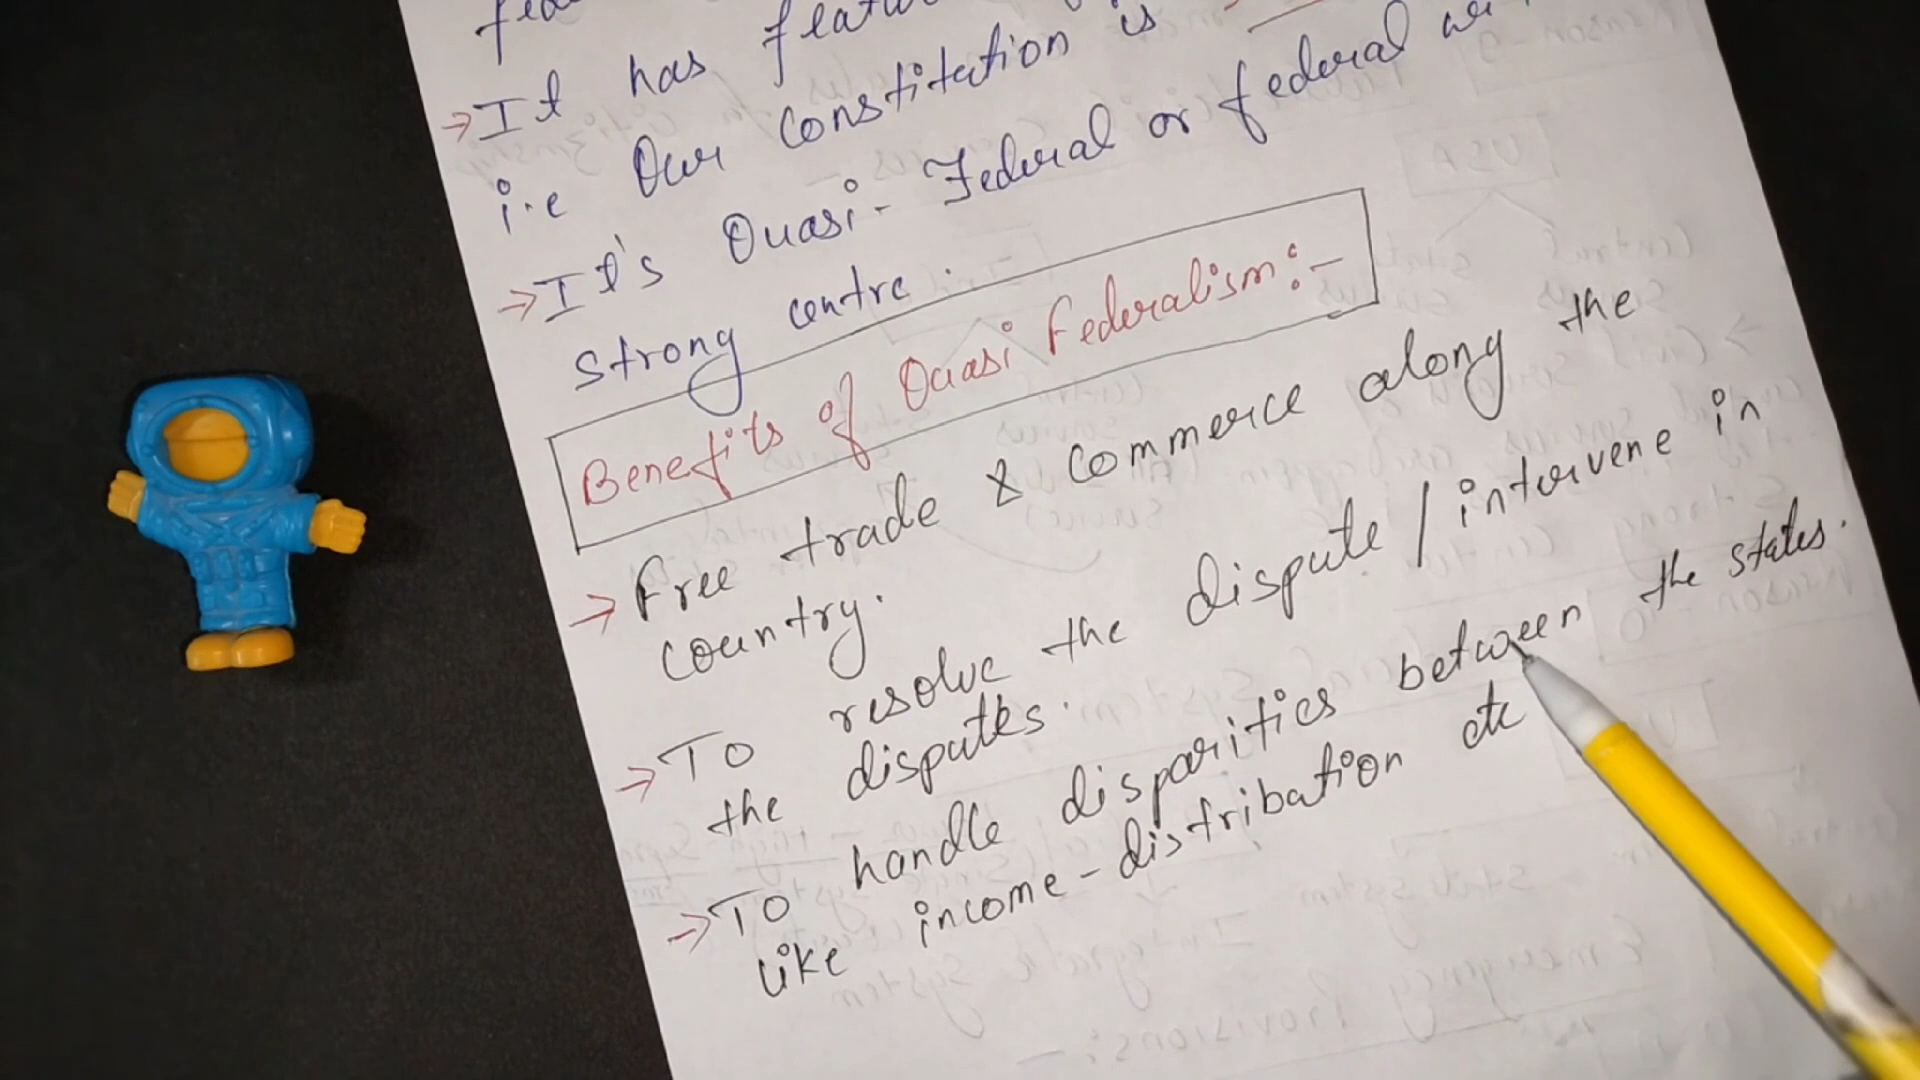 → It has
i.e Our constitution is
→ It's Quasi-Federal or federal
strong centre.
Benefits of Quasi Federalism:-
→ Free trade & commerce along the
country.
→ To resolve the dispute / intervene in
the disputes.
→ To handle disparities between the states.
like income-distribution etc